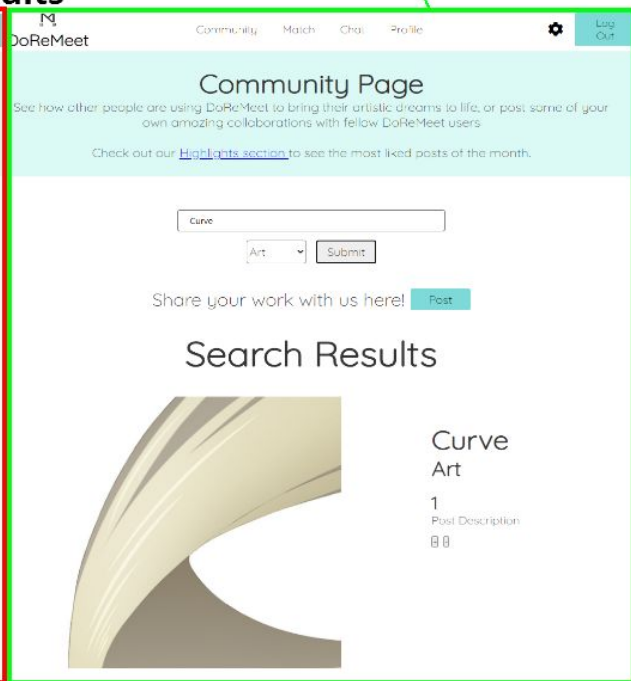 DoReMeet
Community Match Chat Profile
Log
Out
Community Page
See how other people are using DoReMeet to bring their artistic dreams to life, or post some of your
own amazing collaborations with fellow DoReMeet users
Check out our Highlights section to see the most liked posts of the month.
Curve
Art
Submit
Share your work with us here! Post
Search Results
Curve
Art
1
Post Description